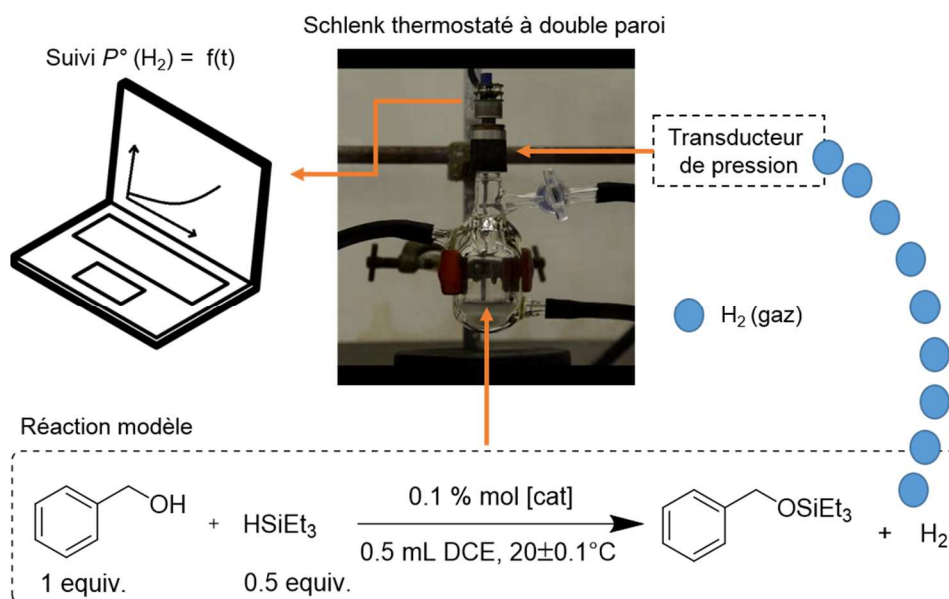 Schlenk thermostaté à double paroi
Suivi P° (H2) = f(t)
Transducteur
de pression
H2 (gaz)
Réaction modèle
OH + HSiEt3 0.1 % mol [cat] OSiEt3 + H2
0.5 mL DCE, 20±0.1°C
1 equiv. 0.5 equiv.